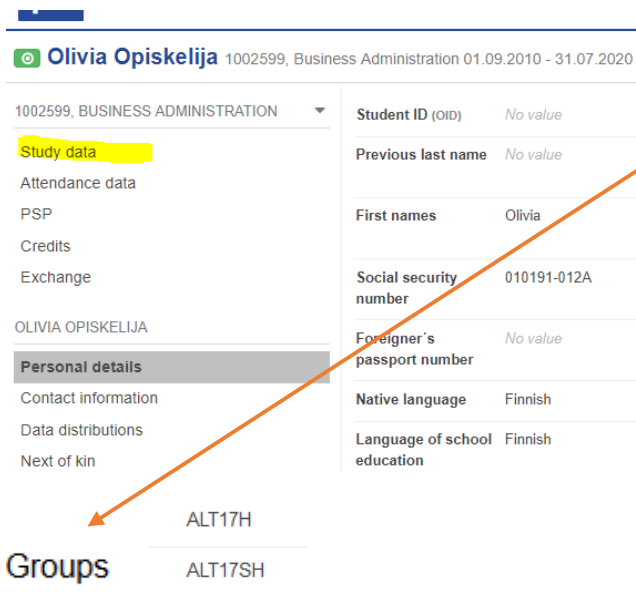 Olivia Opiskelija 1002599, Business Administration 01.09.2010 - 31.07.2020
1002599, BUSINESS ADMINISTRATION
Study data
Attendance data
PSP
Credits
Exchange
OLIVIA OPISKELIJA
Personal details
Contact information
Data distributions
Next of kin
Student ID (OID) No value
Previous last name No value
First names Olivia
Social security 010191-012A
number
Foreigner´s No value
passport number
Native language Finnish
Language of school Finnish
education
ALT17H
Groups ALT17SH